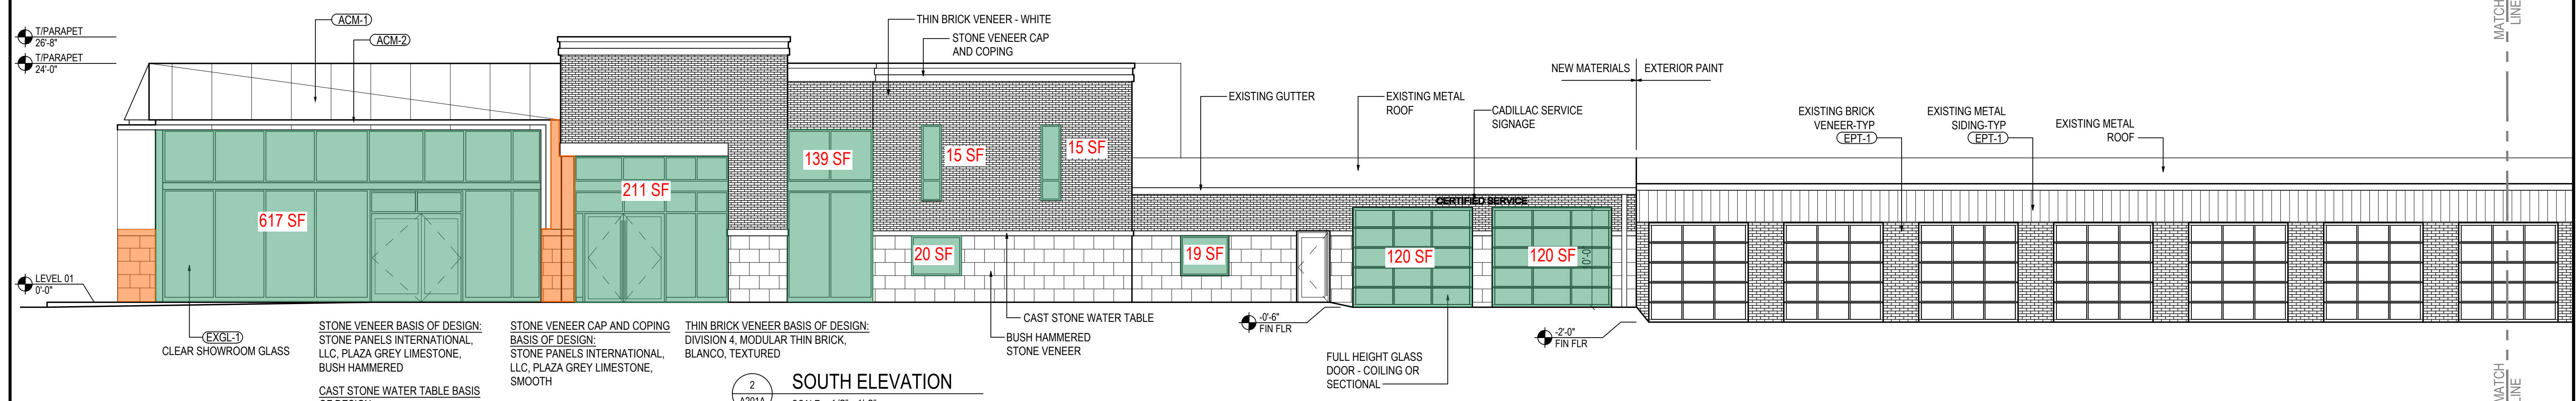 T/PARAPET
26'-8"
T/PARAPET
24'-0"
ACM-1
ACM-2
THIN BRICK VENEER - WHITE
STONE VENEER CAP
AND COPING
EXISTING GUTTER
EXISTING METAL
ROOF
CADILLAC SERVICE
SIGNAGE
NEW MATERIALS
EXTERIOR PAINT
EXISTING BRICK
VENEER-TYP
EPT-1
EXISTING METAL
SIDING-TYP
EPT-1
EXISTING METAL
ROOF
MATCH
LINE
617 SF
211 SF
139 SF
15 SF
15 SF
20 SF
19 SF
CERTIFIED SERVICE
120 SF
120 SF
10'-0"
LEVEL 01
0'-0"
EXGL-1
CLEAR SHOWROOM GLASS
STONE VENEER BASIS OF DESIGN:
STONE PANELS INTERNATIONAL,
LLC, PLAZA GREY LIMESTONE,
BUSH HAMMERED
CAST STONE WATER TABLE BASIS
STONE VENEER CAP AND COPING
BASIS OF DESIGN:
STONE PANELS INTERNATIONAL,
LLC, PLAZA GREY LIMESTONE,
SMOOTH
THIN BRICK VENEER BASIS OF DESIGN:
DIVISION 4, MODULAR THIN BRICK,
BLANCO, TEXTURED
CAST STONE WATER TABLE
BUSH HAMMERED
STONE VENEER
-0'-6"
FIN FLR
FULL HEIGHT GLASS
DOOR - COILING OR
SECTIONAL
-2'-0"
FIN FLR
2
A201A
SOUTH ELEVATION
MATCH
LINE